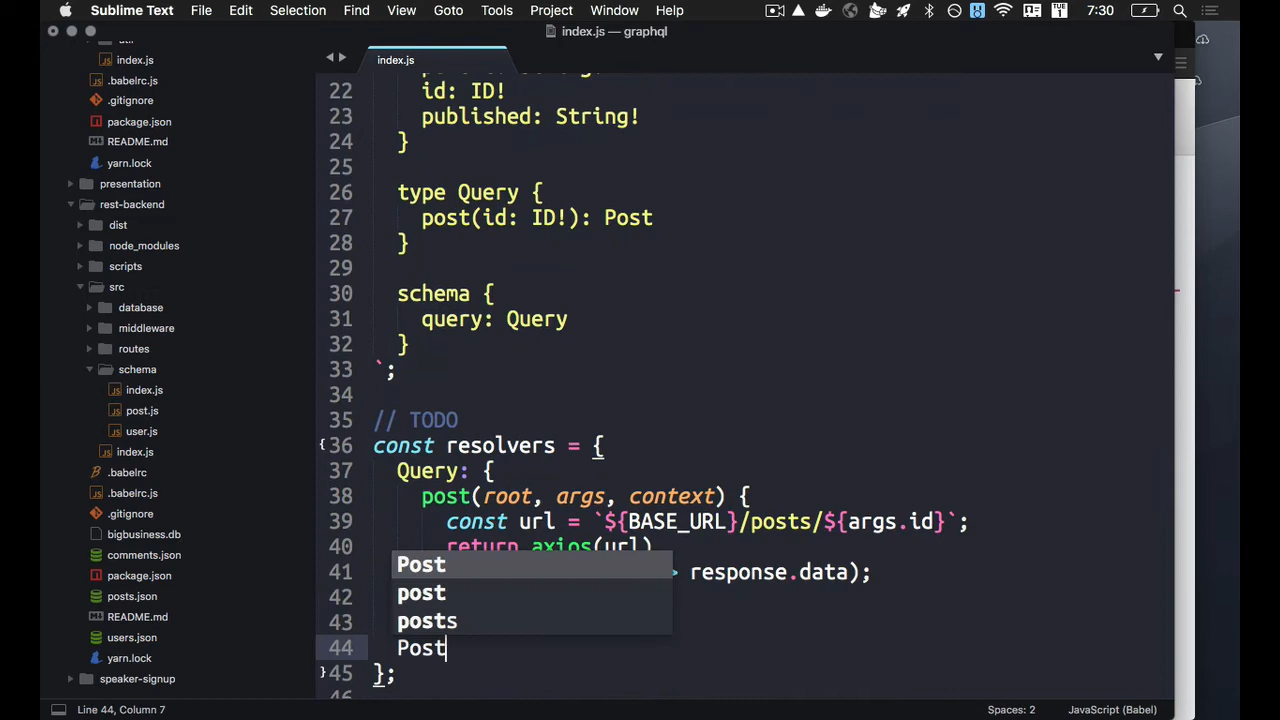 Sublime Text File Edit Selection Find View Goto Tools Project Window Help TUE 1 7:30
index.js — graphql
index.js
.babelrc.js
.gitignore
package.json
README.md
yarn.lock
presentation
rest-backend
dist
node_modules
scripts
src
database
middleware
routes
schema
index.js
post.js
user.js
index.js
.babelrc
.babelrc.js
.gitignore
bigbusiness.db
comments.json
package.json
posts.json
README.md
users.json
yarn.lock
speaker-signup
index.js
22 id: ID!
23 published: String!
24 }
25
26 type Query {
27 post(id: ID!): Post
28 }
29
30 schema {
31 query: Query
32 }
33 `;
34
35 // TODO
36 const resolvers = {
37 Query: {
38 post(root, args, context) {
39 const url = `${BASE_URL}/posts/${args.id}`;
40 return axios(url)
41 > response.data);
42
43
44 Post
45 };
Post
post
posts
Line 44, Column 7 Spaces: 2 JavaScript (Babel)